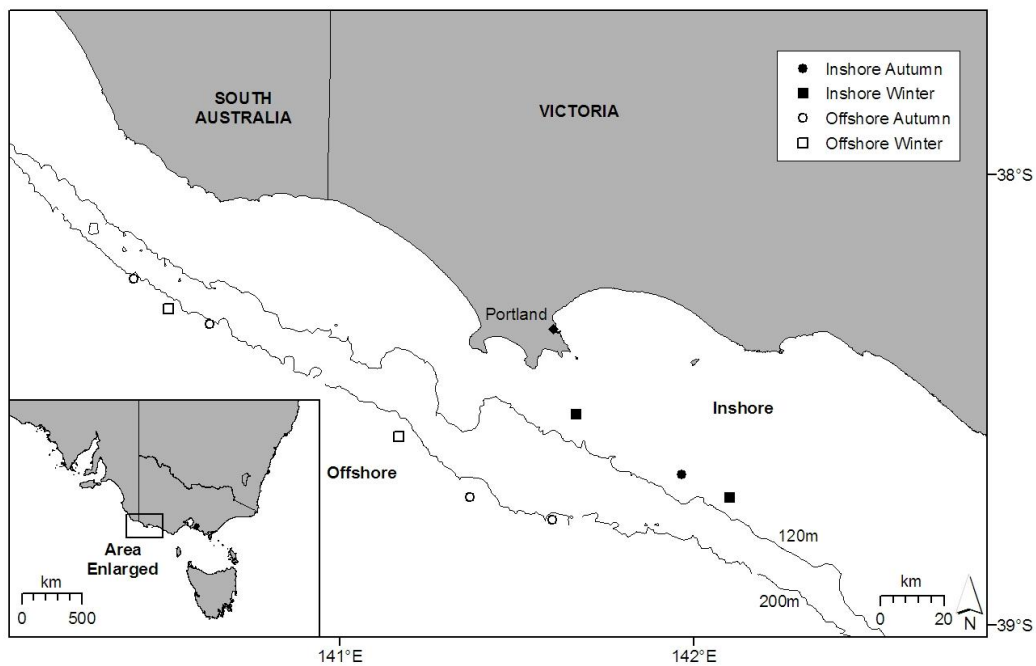 SOUTH
AUSTRALIA
VICTORIA
Inshore Autumn
Inshore Winter
Offshore Autumn
Offshore Winter
38°S
Portland
Inshore
Offshore
120m
200m
Area
Enlarged
km
0 500
km
0 20
N
39°S
141°E
142°E